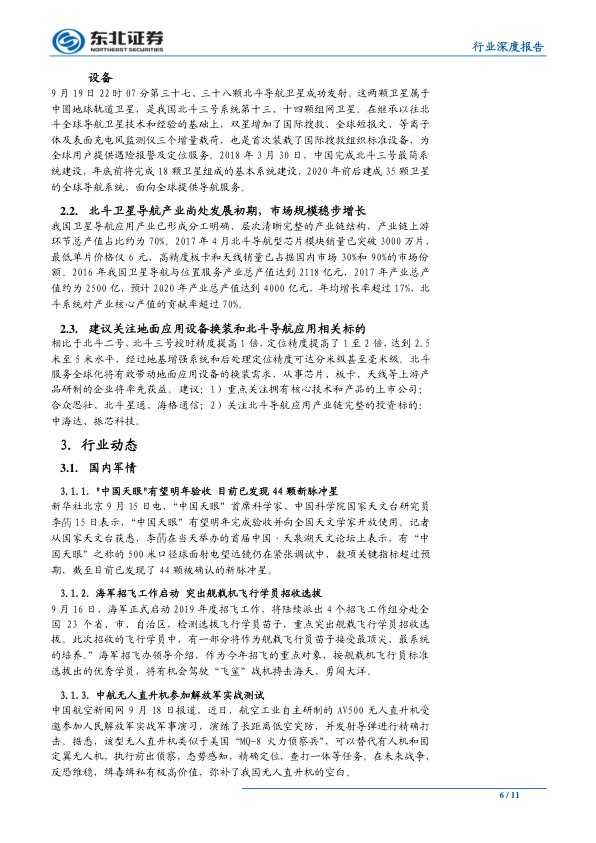 东北证券
NORTHEAST SECURITIES
行业深度报告
设备
9 月 19 日 22 时 07 分第三十七、三十八颗北斗导航卫星成功发射。这两颗卫星属于
中圆地球轨道卫星，是我国北斗三号系统第十三、十四颗组网卫星。在继承以往北
斗全球导航卫星技术和经验的基础上，双星增加了国际搜救、全球短报文、等离子
体及表面充电风监测仪三个增量载荷，也是首次装载了国际搜救组织标准设备，为
全球用户提供遇险报警及定位服务。2018 年 3 月 30 日，中国完成北斗三号最简系
统建设，年底前将完成 18 颗卫星组成的基本系统建设，2020 年前后建成 35 颗卫星
的全球导航系统，面向全球提供导航服务。
2.2. 北斗卫星导航产业尚处发展初期，市场规模稳步增长
我国卫星导航应用产业已形成分工明确、层次清晰完整的产业链结构，产业链上游
环节总产值占比约为 70%。2017 年 4 月北斗导航型芯片模块销量已突破 3000 万片，
最低单片价格仅 6 元，高精度板卡和天线销量已占据国内市场 30%和 90%的市场份
额。2016 年我国卫星导航与位置服务产业总产值达到 2118 亿元，2017 年产业总产
值约为 2500 亿，预计 2020 年产业总产值达到 4000 亿元，年均增长率超过 17%，北
斗系统对产业核心产值的贡献率超过 70%。
2.3. 建议关注地面应用设备换装和北斗导航应用相关标的
相比于北斗二号，北斗三号授时精度提高 1 倍，定位精度提高了 1 至 2 倍，达到 2.5
米至 5 米水平，经过地基增强系统和后处理定位精度可达分米级甚至毫米级。北斗
服务全球化将有效带动地面应用设备的换装需求，从事芯片、板卡、天线等上游产
品研制的企业将率先获益。建议：1）重点关注拥有核心技术和产品的上市公司：
合众思壮、北斗星通、海格通信；2）关注北斗导航应用产业链完整的投资标的：
中海达、振芯科技。
3. 行业动态
3.1. 国内军情
3.1.1. "中国天眼"有望明年验收 目前已发现 44 颗新脉冲星
新华社北京 9 月 15 日电，“中国天眼”首席科学家、中国科学院国家天文台研究员
李菂 15 日表示，“中国天眼”有望明年完成验收并向全国天文学家开放使用。记者
从国家天文台获悉，李菂在当天举办的首届中国·天泉湖天文论坛上表示，有“中
国天眼”之称的 500 米口径球面射电望远镜仍在紧张调试中，数项关键指标超过预
期，截至目前已发现了 44 颗被确认的新脉冲星。
3.1.2. 海军招飞工作启动 突出舰载机飞行学员招收选拔
9 月 16 日，海军正式启动 2019 年度招飞工作，将陆续派出 4 个招飞工作组分赴全
国 23 个省、市、自治区，检测选拔飞行学员苗子，重点突出舰载飞行学员招收选
拔。此次招收的飞行学员中，有一部分将作为舰载飞行员苗子接受最顶尖、最系统
的培养。”海军招飞办领导介绍，作为今年招飞的重点对象，按舰载机飞行员标准
选拔出的优秀学员，将有机会驾驶“飞鲨”战机搏击海天、勇闯大洋。
3.1.3. 中航无人直升机参加解放军实战测试
中国航空新闻网 9 月 18 日报道，近日，航空工业自主研制的 AV500 无人直升机受
邀参加人民解放军实战军事演习，演练了长距离低空突防，并发射导弹进行精确打
击。据悉，该型无人直升机类似于美国“MQ-8 火力侦察兵”，可以替代有人机和固
定翼无人机，执行前出侦察，态势感知，精确定位，查打一体等任务。在未来战争，
反恐维稳，缉毒缉私有极高价值，弥补了我国无人直升机的空白。
6 / 11